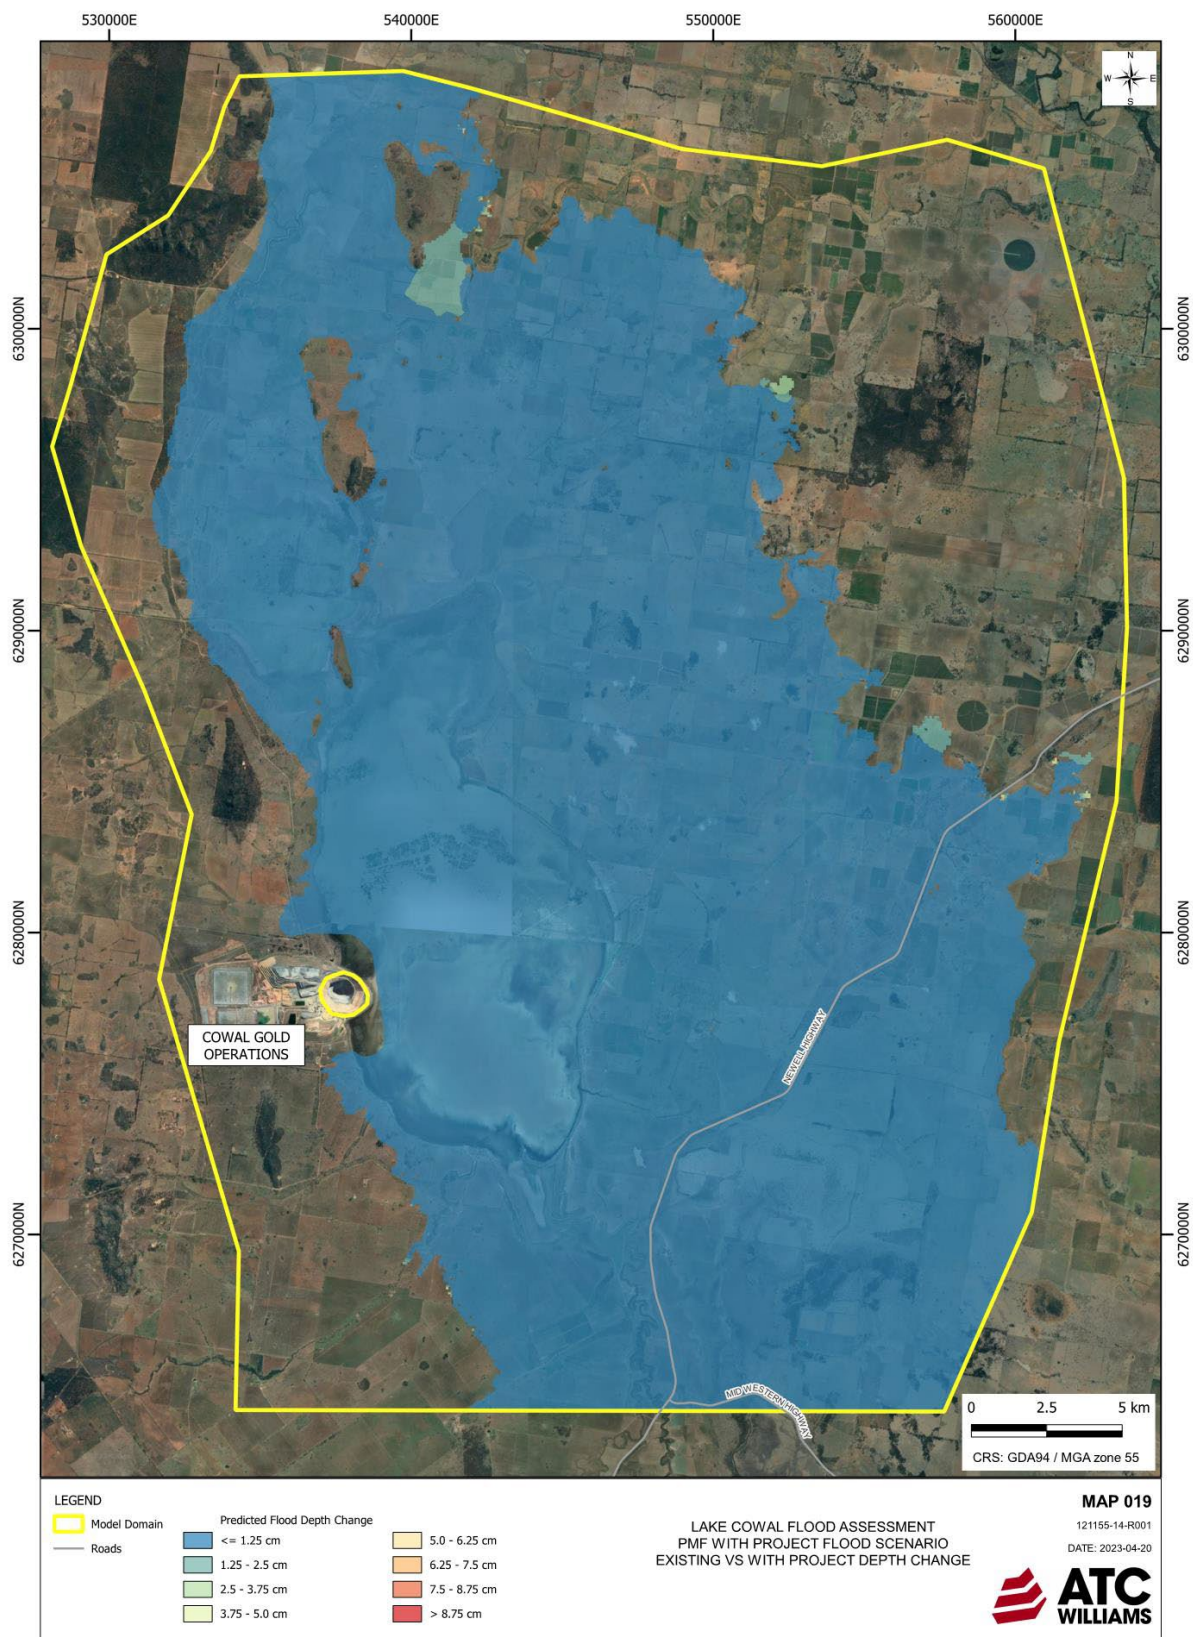 530000E
540000E
550000E
560000E
N
W E
S
6300000N
6300000N
6290000N
6290000N
6280000N
6280000N
COWAL GOLD
OPERATIONS
NEWELL HIGHWAY
6270000N
6270000N
MID WESTERN HIGHWAY
0 2.5 5 km
CRS: GDA94 / MGA zone 55
LEGEND
Model Domain
Roads
Predicted Flood Depth Change
<= 1.25 cm
1.25 - 2.5 cm
2.5 - 3.75 cm
3.75 - 5.0 cm
5.0 - 6.25 cm
6.25 - 7.5 cm
7.5 - 8.75 cm
> 8.75 cm
LAKE COWAL FLOOD ASSESSMENT
PMF WITH PROJECT FLOOD SCENARIO
EXISTING VS WITH PROJECT DEPTH CHANGE
MAP 019
121155-14-R001
DATE: 2023-04-20
ATC
WILLIAMS